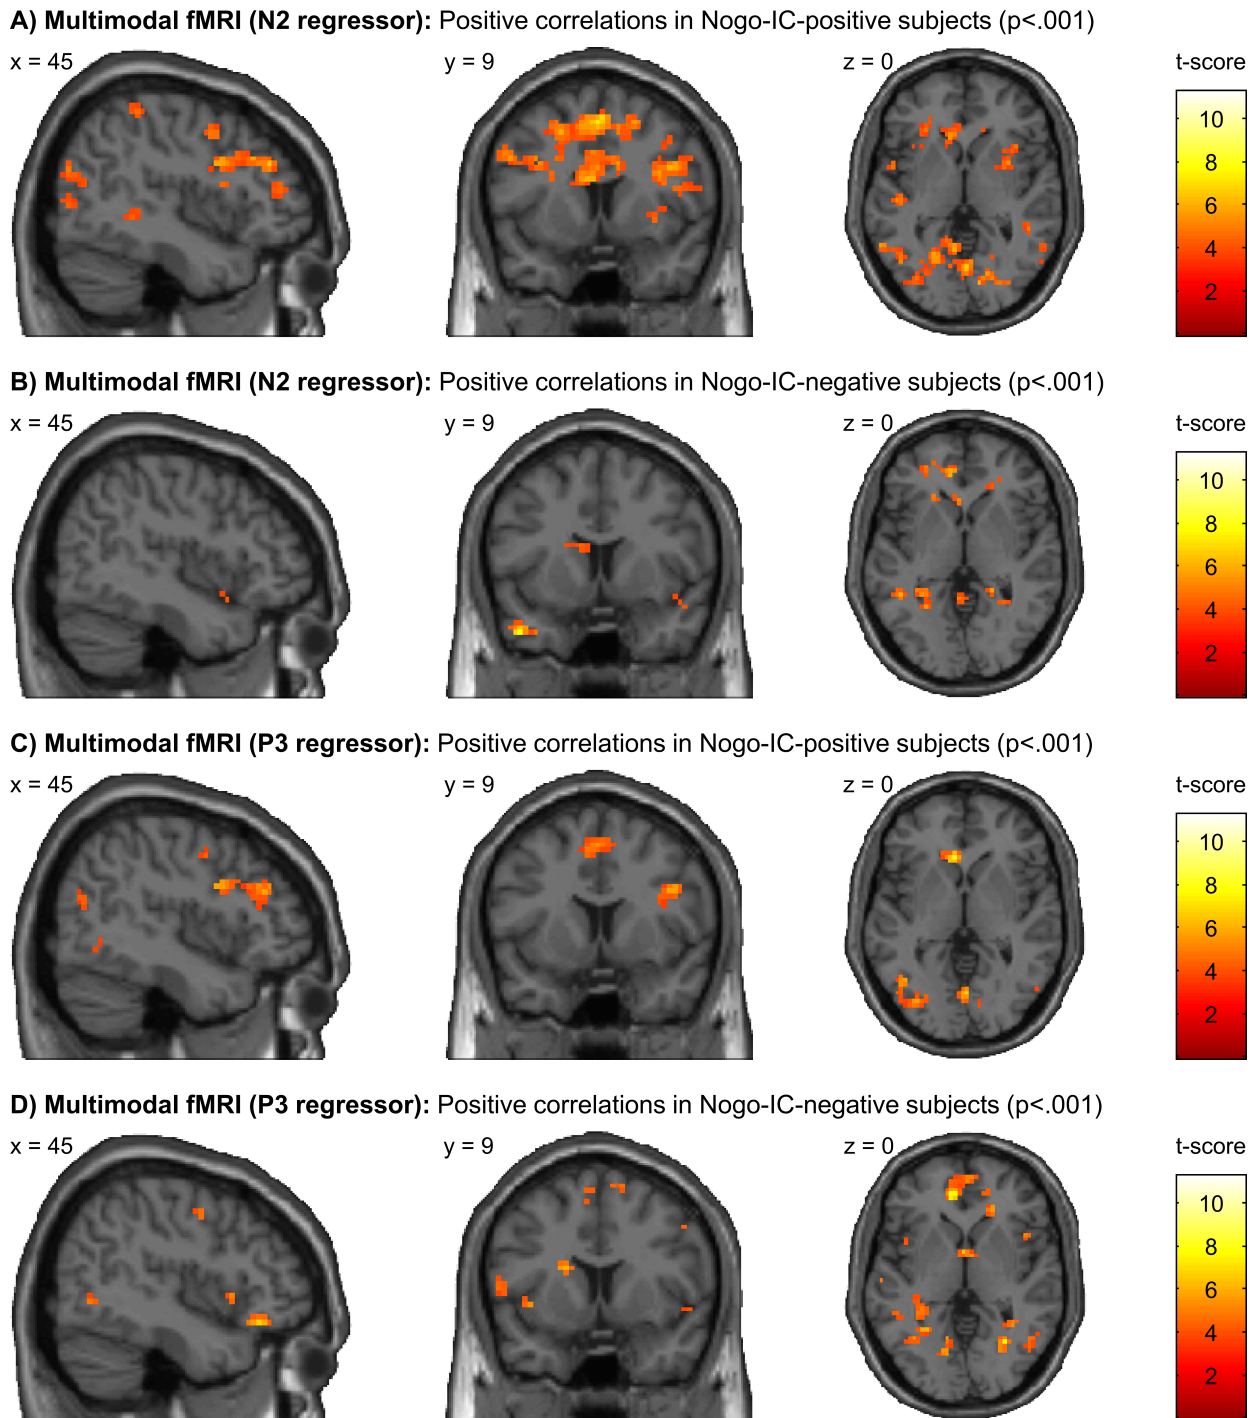 A) Multimodal fMRI (N2 regressor): Positive correlations in Nogo-IC-positive subjects (p<.001)
x = 45 y = 9 z = 0 t-score
10
8
6
4
2
B) Multimodal fMRI (N2 regressor): Positive correlations in Nogo-IC-negative subjects (p<.001)
x = 45 y = 9 z = 0 t-score
10
8
6
4
2
C) Multimodal fMRI (P3 regressor): Positive correlations in Nogo-IC-positive subjects (p<.001)
x = 45 y = 9 z = 0 t-score
10
8
6
4
2
D) Multimodal fMRI (P3 regressor): Positive correlations in Nogo-IC-negative subjects (p<.001)
x = 45 y = 9 z = 0 t-score
10
8
6
4
2